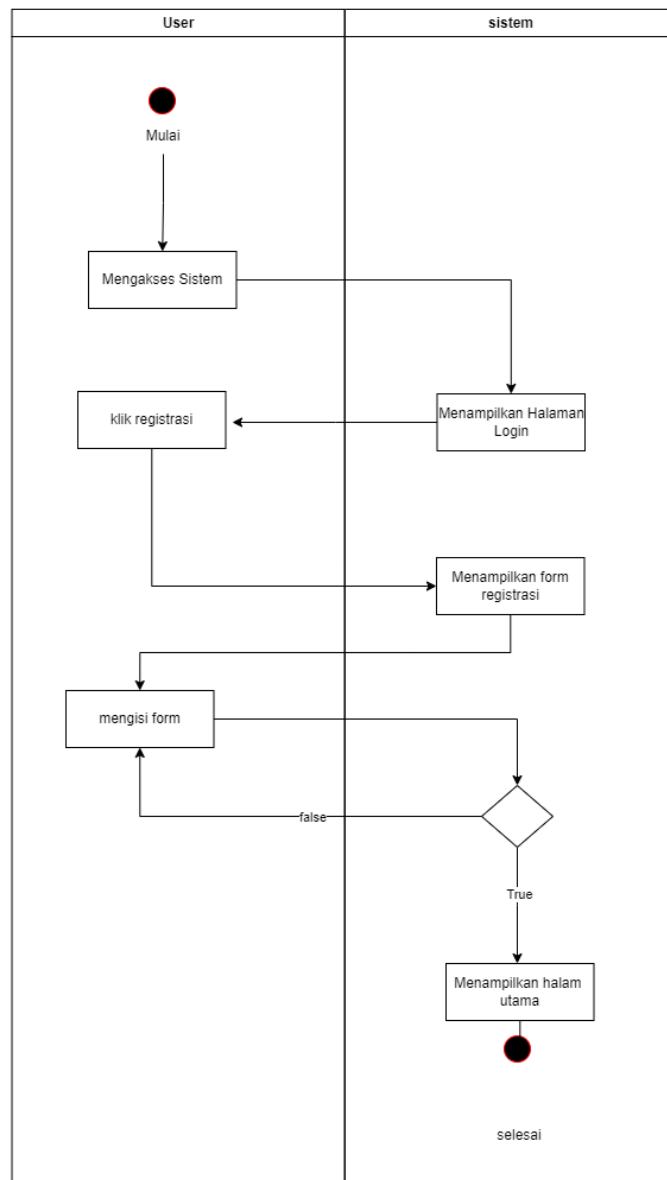 User
sistem
Mulai
Mengakses Sistem
klik registrasi
Menampilkan Halaman
Login
Menampilkan form
registrasi
mengisi form
false
True
Menampilkan halam
utama
selesai